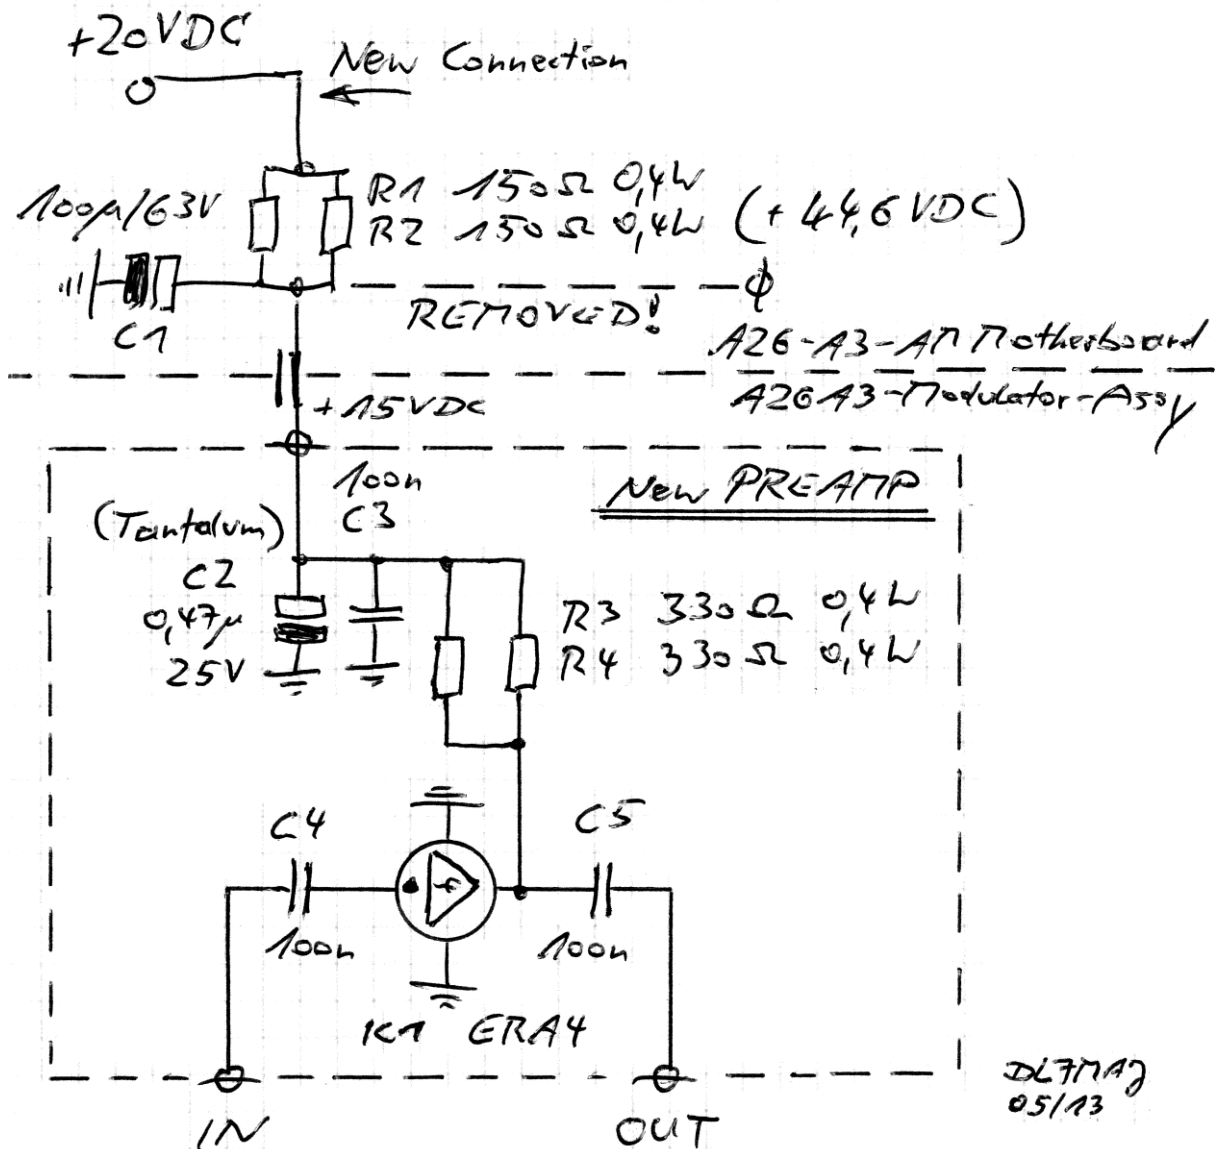 +20VDC
New Connection
100µ/63V
R1 150Ω 0,4W
R2 150Ω 0,4W
(+44,6VDC)
C1
REMOVED!
A26-A3-A1 Motherboard
+15VDC
A26A3-Modulator-Assy
100n
C3
New PREAMP
(Tantalum)
C2
0,47µ
25V
R3 330Ω 0,4W
R4 330Ω 0,4W
C4
C5
100n
100n
K1 ERA4
IN
OUT
DL7MAJ
05/13